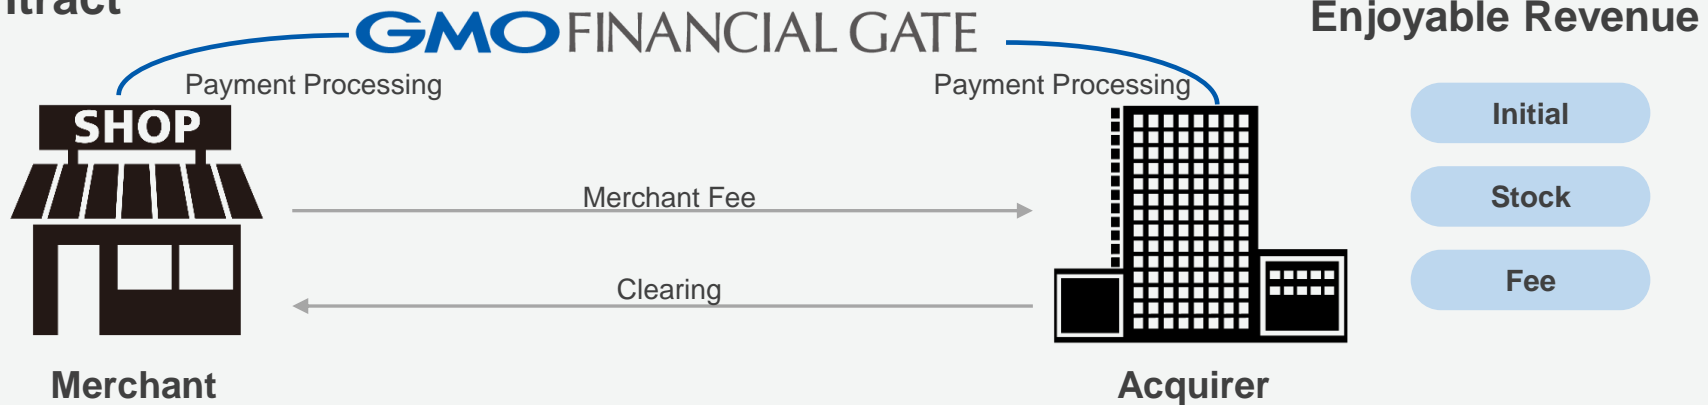 GMO FINANCIAL GATE
Enjoyable Revenue
Payment Processing
Payment Processing
SHOP
Initial
Merchant Fee
Stock
Clearing
Fee
Merchant
Acquirer